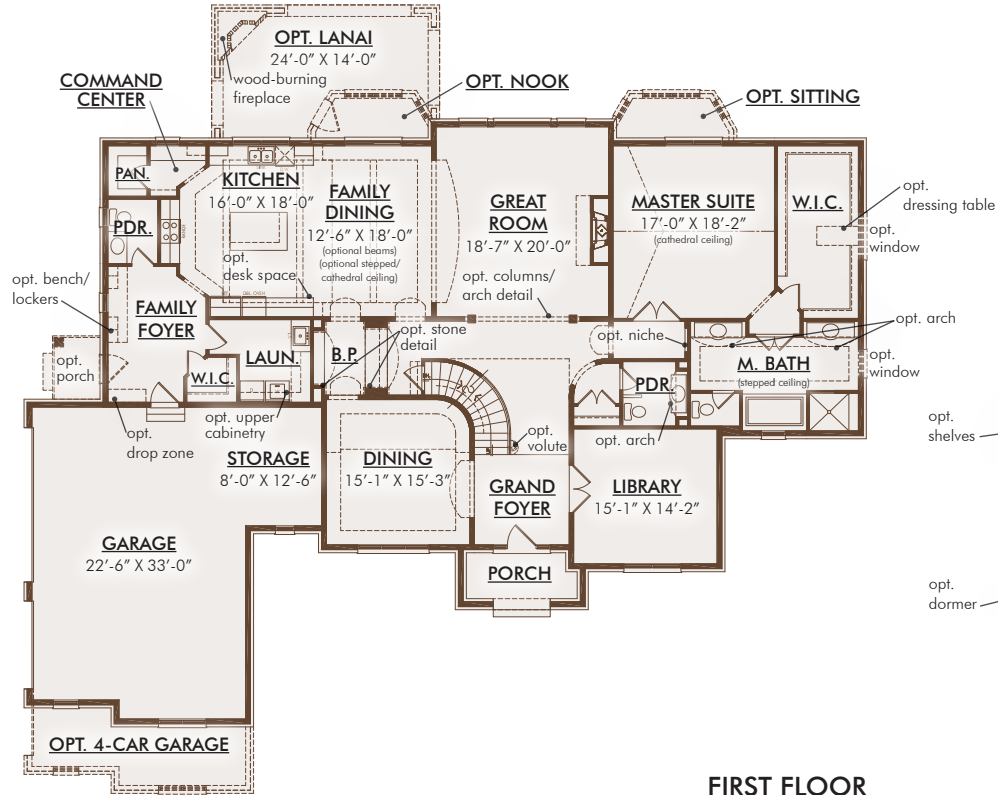 OPT. LANAI
24'-0" X 14'-0"
wood-burning
fireplace
COMMAND
CENTER
OPT. NOOK
OPT. SITTING
PAN.
KITCHEN
16'-0" X 18'-0"
FAMILY
DINING
12'-6" X 18'-0"
(optional beams)
(optional stepped/
cathedral ceiling)
GREAT
ROOM
18'-7" X 20'-0"
MASTER SUITE
17'-0" X 18'-2"
(cathedral ceiling)
W.I.C.
opt.
dressing table
opt.
window
PDR.
opt.
desk space
opt. columns/
arch detail
opt. bench/
lockers
FAMILY
FOYER
DBL. OVEN
opt. stone
detail
opt. niche
opt. arch
opt.
porch
LAUN.
B.P.
W.I.C.
PDR.
M. BATH
(stepped ceiling)
opt.
window
opt. upper
cabinetry
opt.
drop zone
opt.
volute
opt. arch
opt.
shelves
STORAGE
8'-0" X 12'-6"
DINING
15'-1" X 15'-3"
GRAND
FOYER
LIBRARY
15'-1" X 14'-2"
GARAGE
22'-6" X 33'-0"
PORCH
opt.
dormer
OPT. 4-CAR GARAGE
FIRST FLOOR